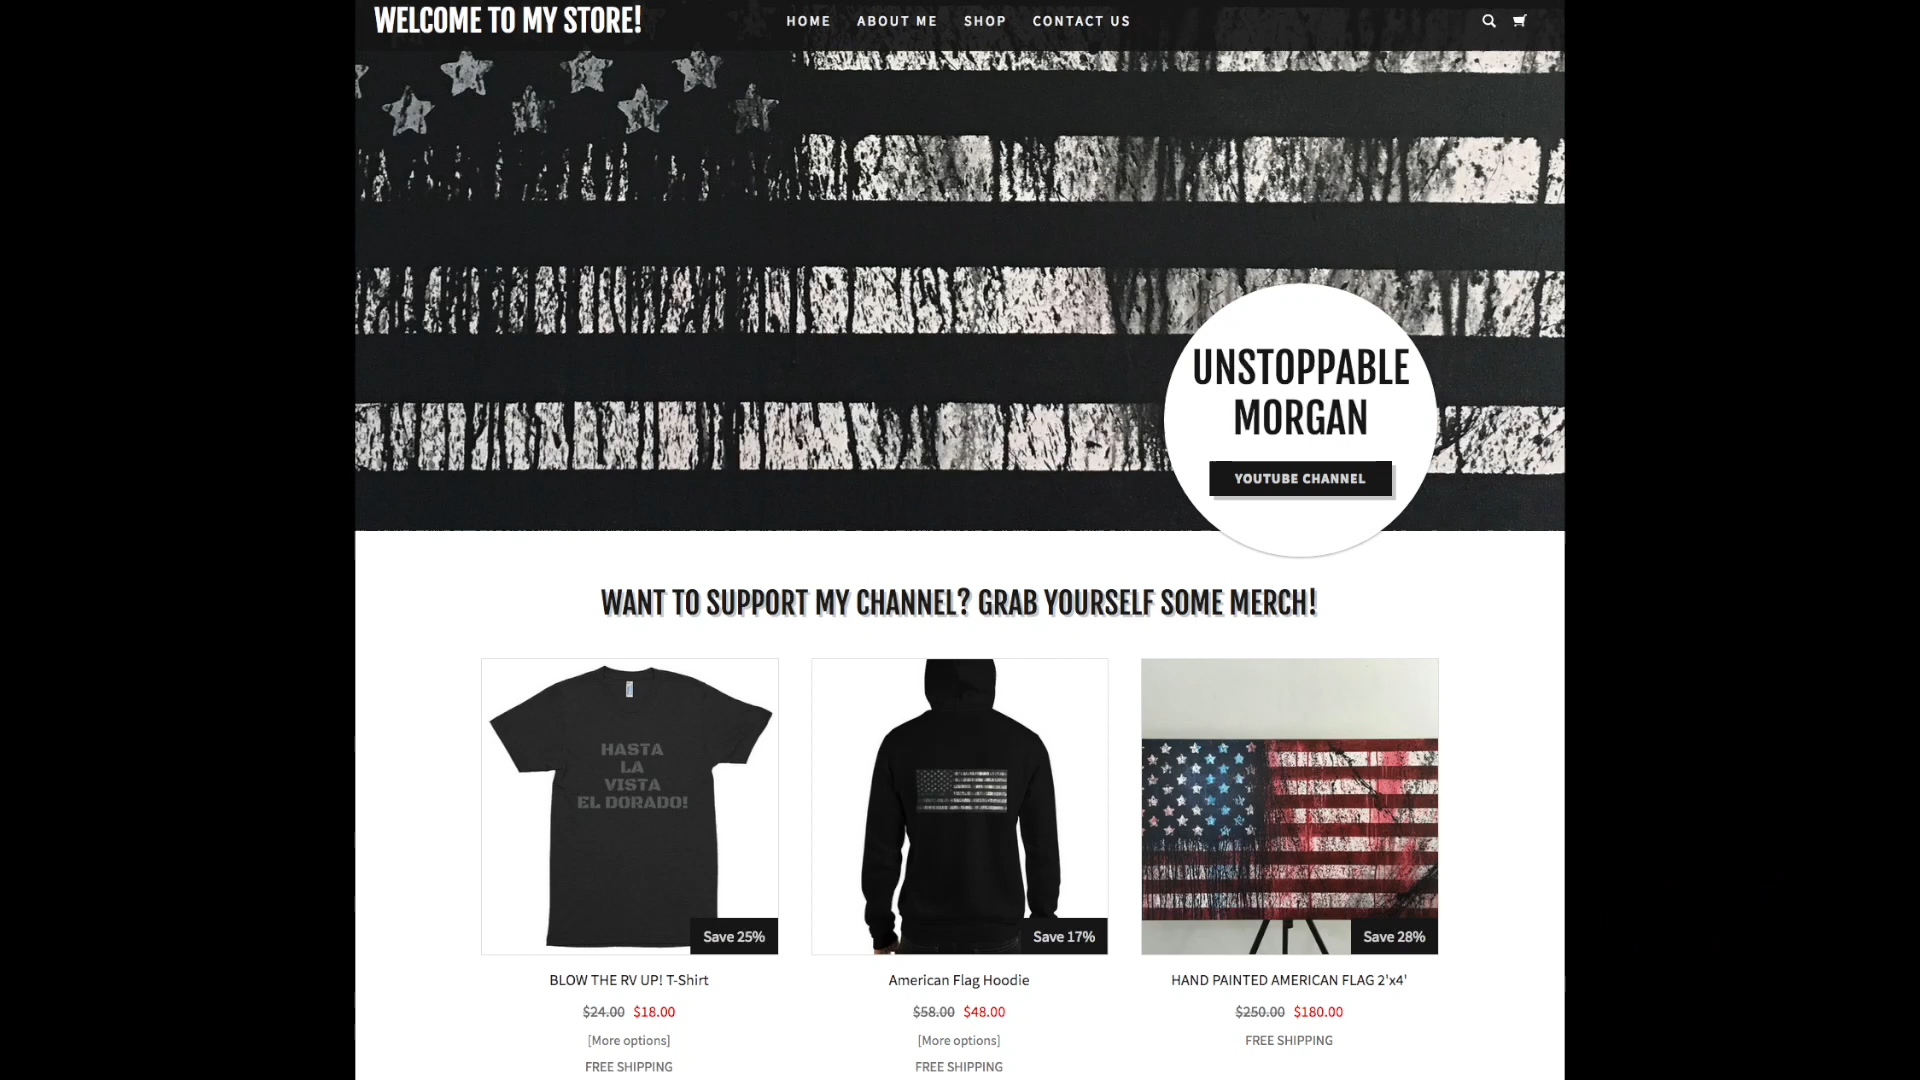 WELCOME TO MY STORE!
HOME ABOUT ME SHOP CONTACT US
UNSTOPPABLE
MORGAN
YOUTUBE CHANNEL
WANT TO SUPPORT MY CHANNEL? GRAB YOURSELF SOME MERCH!
HASTA
LA
VISTA
EL DORADO!
Save 25%
BLOW THE RV UP! T-Shirt
$24.00 $18.00
[More options]
FREE SHIPPING
Save 17%
American Flag Hoodie
$58.00 $48.00
[More options]
FREE SHIPPING
Save 28%
HAND PAINTED AMERICAN FLAG 2'x4'
$250.00 $180.00
FREE SHIPPING